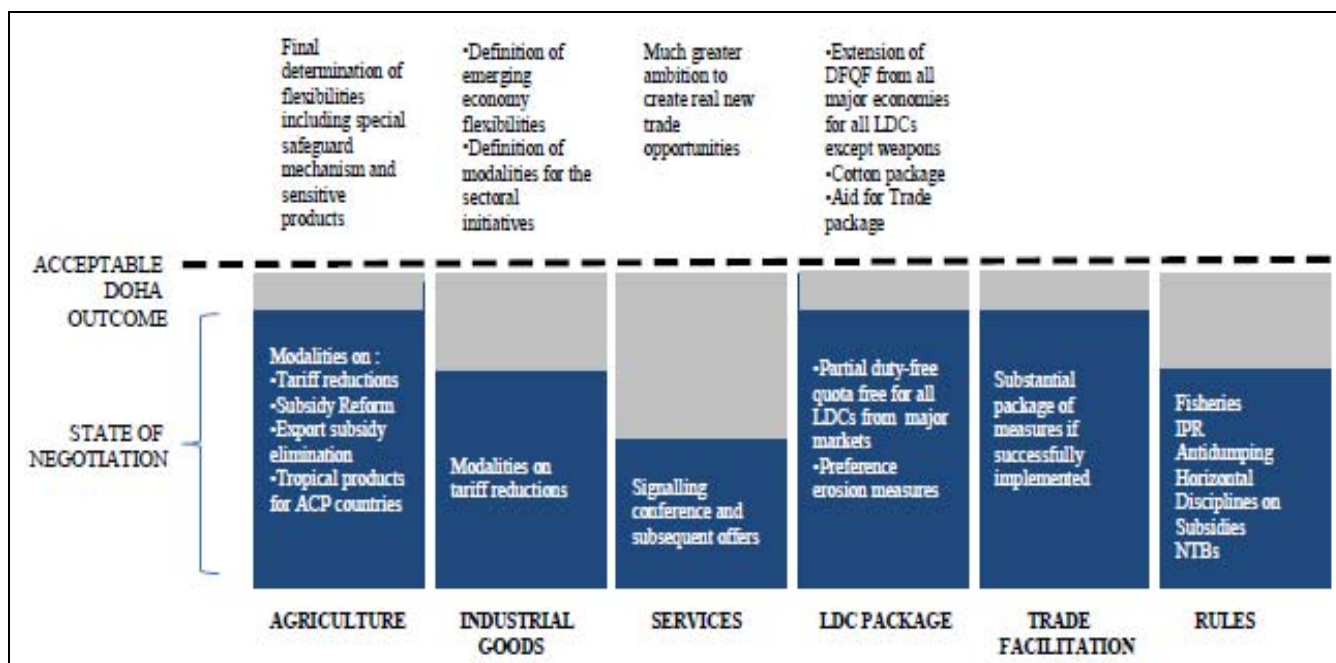 Final
determination of
flexibilities
including special
safeguard
mechanism and
sensitive
products
•Definition of
emerging
economy
flexibilities
•Definition of
modalities for the
sectoral
initiatives
Much greater
ambition to
create real new
trade
opportunities
•Extension of
DFQF from all
major economies
for all LDCs
except weapons
•Cotton package
•Aid for Trade
package
ACCEPTABLE
DOHA
OUTCOME
STATE OF
NEGOTIATION
Modalities on :
•Tariff reductions
•Subsidy Reform
•Export subsidy
elimination
•Tropical products
for ACP countries
Modalities on
tariff reductions
Signalling
conference and
subsequent offers
•Partial duty-free
quota free for all
LDCs from major
markets
•Preference
erosion measures
Substantial
package of
measures if
successfully
implemented
Fisheries
IPR
Antidumping
Horizontal
Disciplines on
Subsidies
NTBs
AGRICULTURE
INDUSTRIAL
GOODS
SERVICES
LDC PACKAGE
TRADE
FACILITATION
RULES